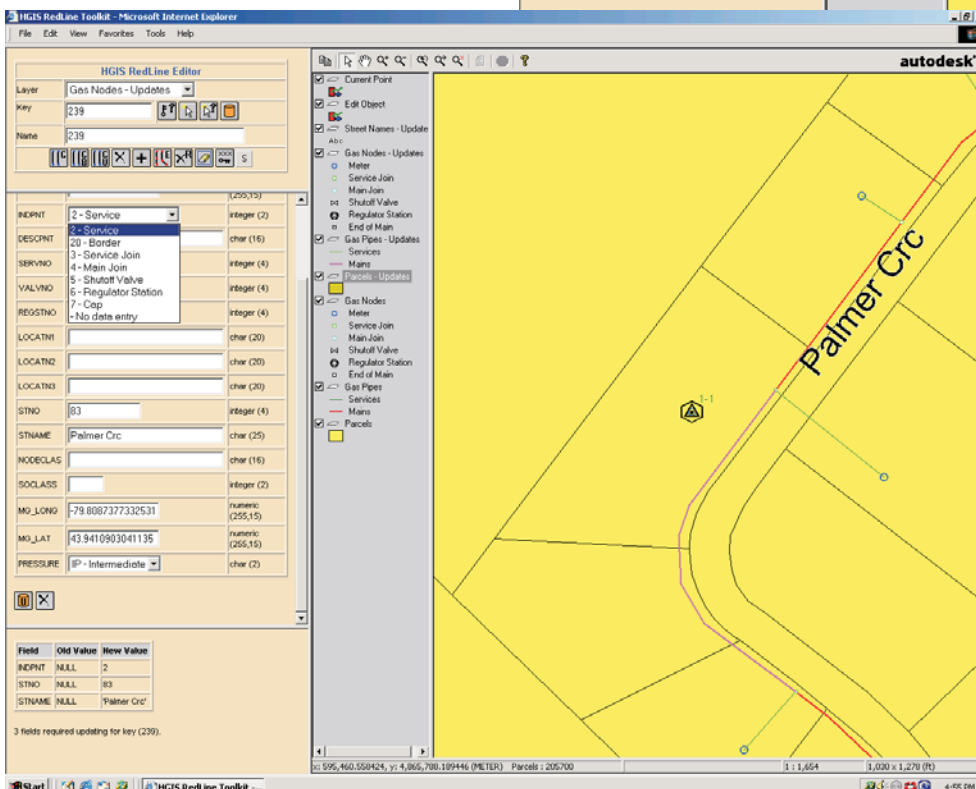 HGIS RedLine Toolkit - Microsoft Internet Explorer
File Edit View Favorites Tools Help
HGIS RedLine Editor
Layer Gas Nodes - Updates
Key 239
Name 239
S
(255,15)
INDPNT 2 - Service integer (2)
2 - Service
20 - Border
3 - Service Join
4 - Main Join
5 - Shutoff Valve
6 - Regulator Station
7 - Cap
- No data entry
DESCPNT char (16)
SERVNO integer (4)
VALVNO integer (4)
REGSTNO integer (4)
LOCATN1 char (20)
LOCATN2 char (20)
LOCATN3 char (20)
STNO 83 integer (4)
STNAME Palmer Crc char (25)
NODECLAS char (16)
SOCLASS integer (2)
MG_LONG -79.8087377332531 numeric (255,15)
MG_LAT 43.9410903041135 numeric (255,15)
PRESSURE IP - Intermediate char (2)
Field Old Value New Value
INDPNT NULL 2
STNO NULL 83
STNAME NULL 'Palmer Crc'
3 fields required updating for key (239).
autodesk
Current Point
Edit Object
Street Names - Update
Abc
Gas Nodes - Updates
Meter
Service Join
Main Join
Shutoff Valve
Regulator Station
End of Main
Gas Pipes - Updates
Services
Mains
Parcels - Updates
Gas Nodes
Meter
Service Join
Main Join
Shutoff Valve
Regulator Station
End of Main
Gas Pipes
Services
Mains
Parcels
Palmer Crc
1-1
x: 595,460.558424, y: 4,865,788.189446 (METER) Parcels : 205700 1 : 1,654 1,030 x 1,278 (ft)
Start HGIS RedLine Toolkit -... 4:55 PM